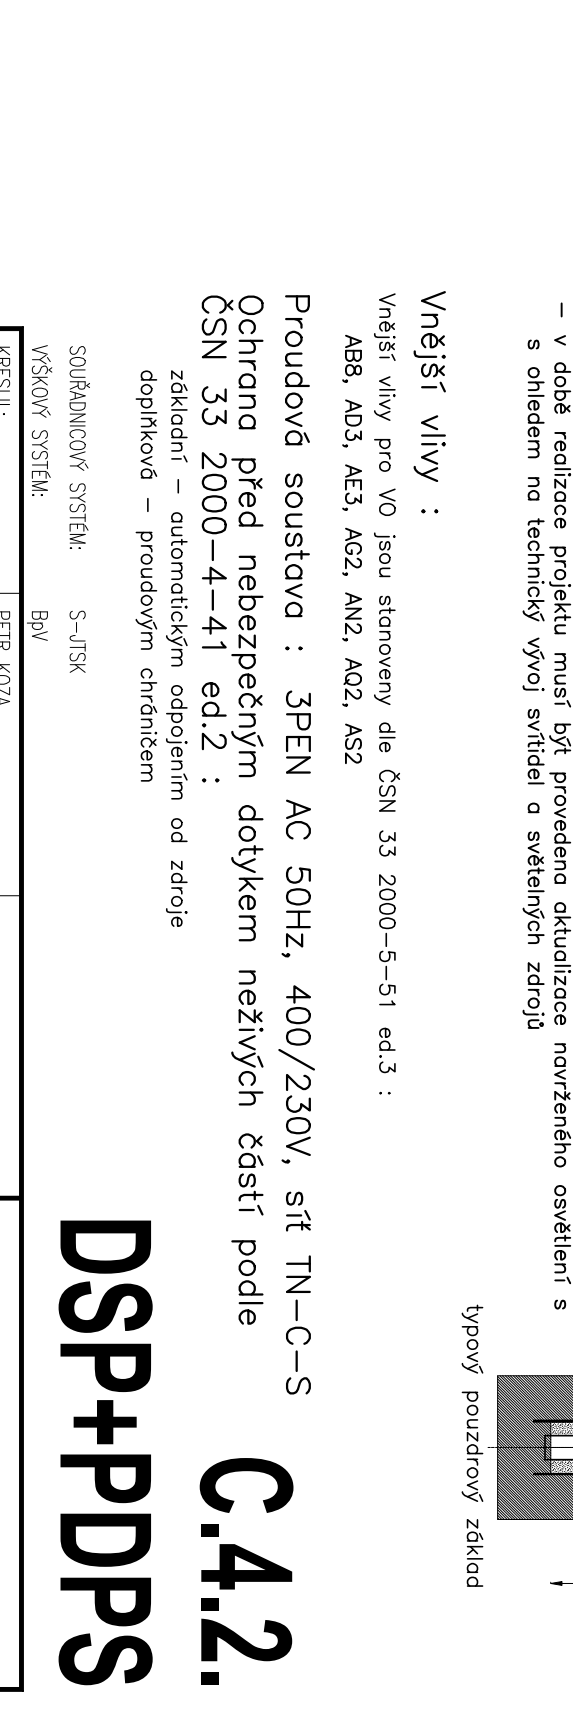 – v době realizace projektu musí být provedena aktualizace navrženého osvětlení s
s ohledem na technický vývoj svítidel a světelných zdrojů
typový pouzdrový základ
Vnější vlivy :
Vnější vlivy pro VO jsou stanoveny dle ČSN 33 2000–5–51 ed.3 :
AB8, AD3, AE3, AG2, AN2, AQ2, AS2
Proudová soustava : 3PEN AC 50Hz, 400/230V, síť TN–C–S
Ochrana před nebezpečným dotykem neživých částí podle
ČSN 33 2000–4–41 ed.2 :
základní – automatickým odpojením od zdroje
doplňková – proudovým chráničem
C.4.2.
DSP+PDPS
SOUŘADNICOVÝ SYSTÉM: S–JTSK
VÝŠKOVÝ SYSTÉM: BpV
KRESLIL: PETR KOZA